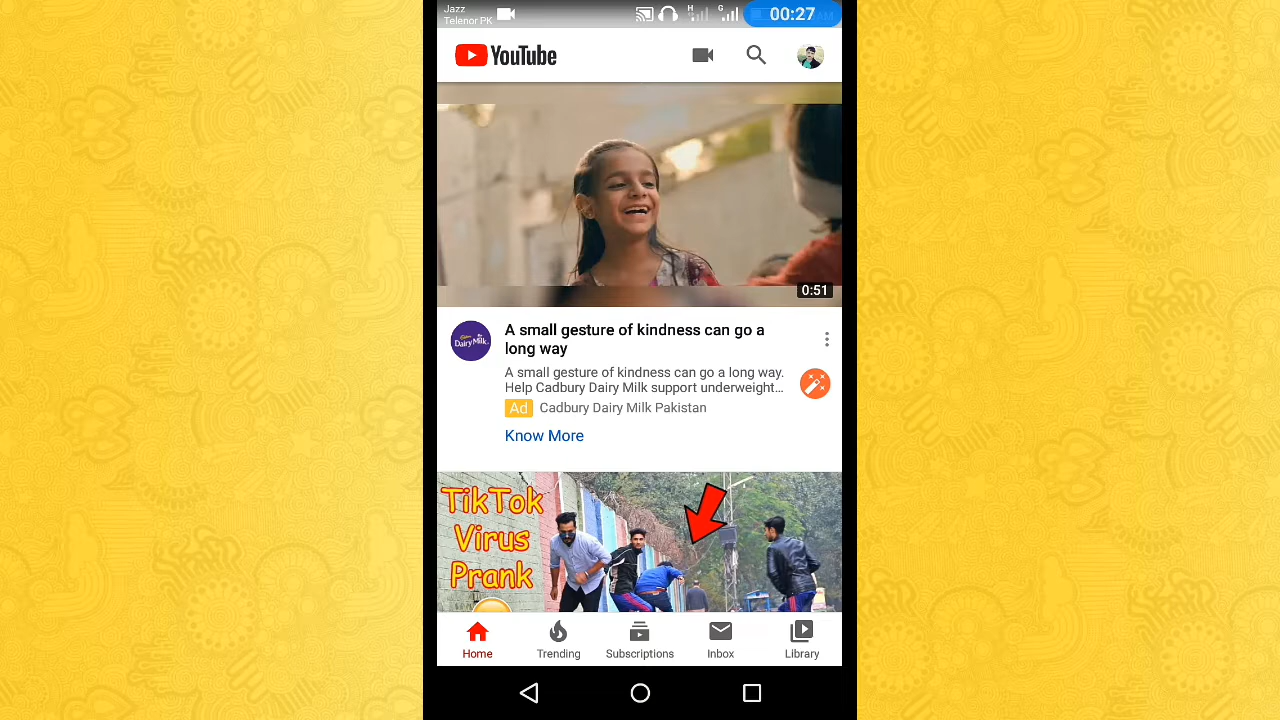 Jazz
Telenor PK
H
G
00:27
YouTube
0:51
Dairy Milk
A small gesture of kindness can go a
long way
A small gesture of kindness can go a long way.
Help Cadbury Dairy Milk support underweight...
Ad Cadbury Dairy Milk Pakistan
Know More
TikTok
Virus
Prank
Home Trending Subscriptions Inbox Library